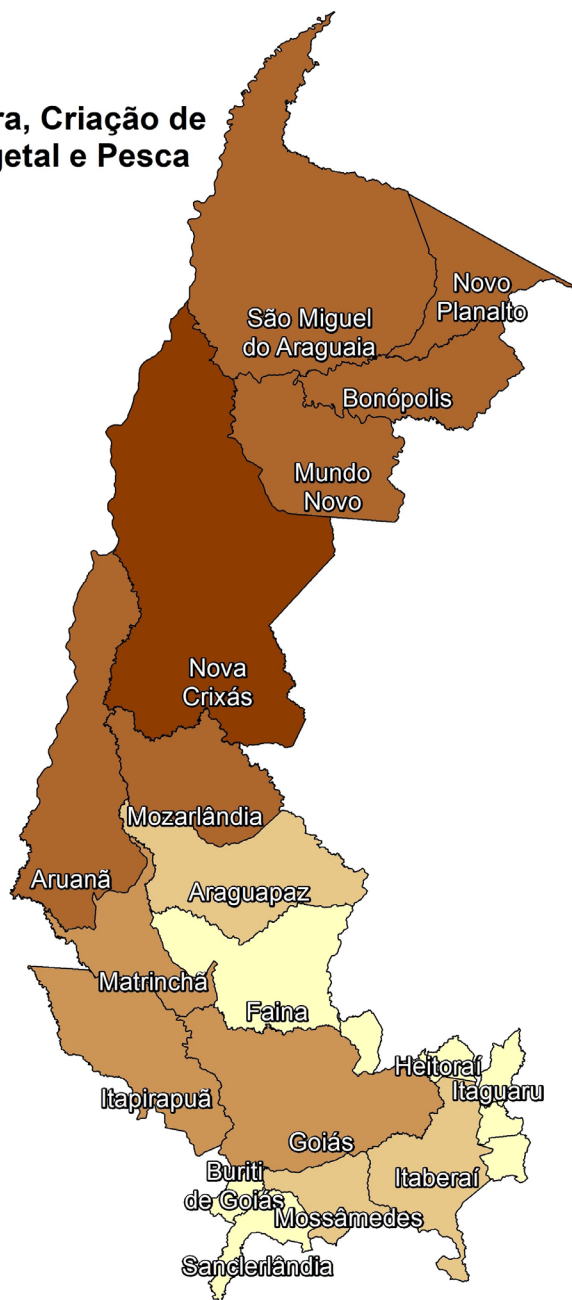 ra, Criação de
getal e Pesca
Novo
Planalto
São Miguel
do Araguaia
Bonópolis
Mundo
Novo
Nova
Crixás
Mozarlândia
Aruanã
Araguapaz
Matrinchã
Faina
Heitoraí
Itaguaru
Itapirapuã
Goiás
Buriti
de Goiás
Itaberaí
Mossâmedes
Sanclerlândia